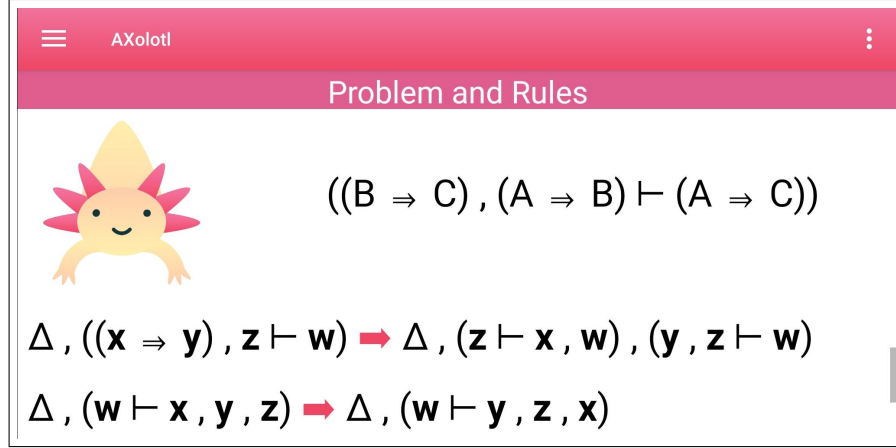 AXolotl
Problem and Rules
((B ⇒ C) , (A ⇒ B) ⊢ (A ⇒ C))
Δ , ((x ⇒ y) , z ⊢ w) ➡ Δ , (z ⊢ x , w) , (y , z ⊢ w)
Δ , (w ⊢ x , y , z) ➡ Δ , (w ⊢ y , z , x)